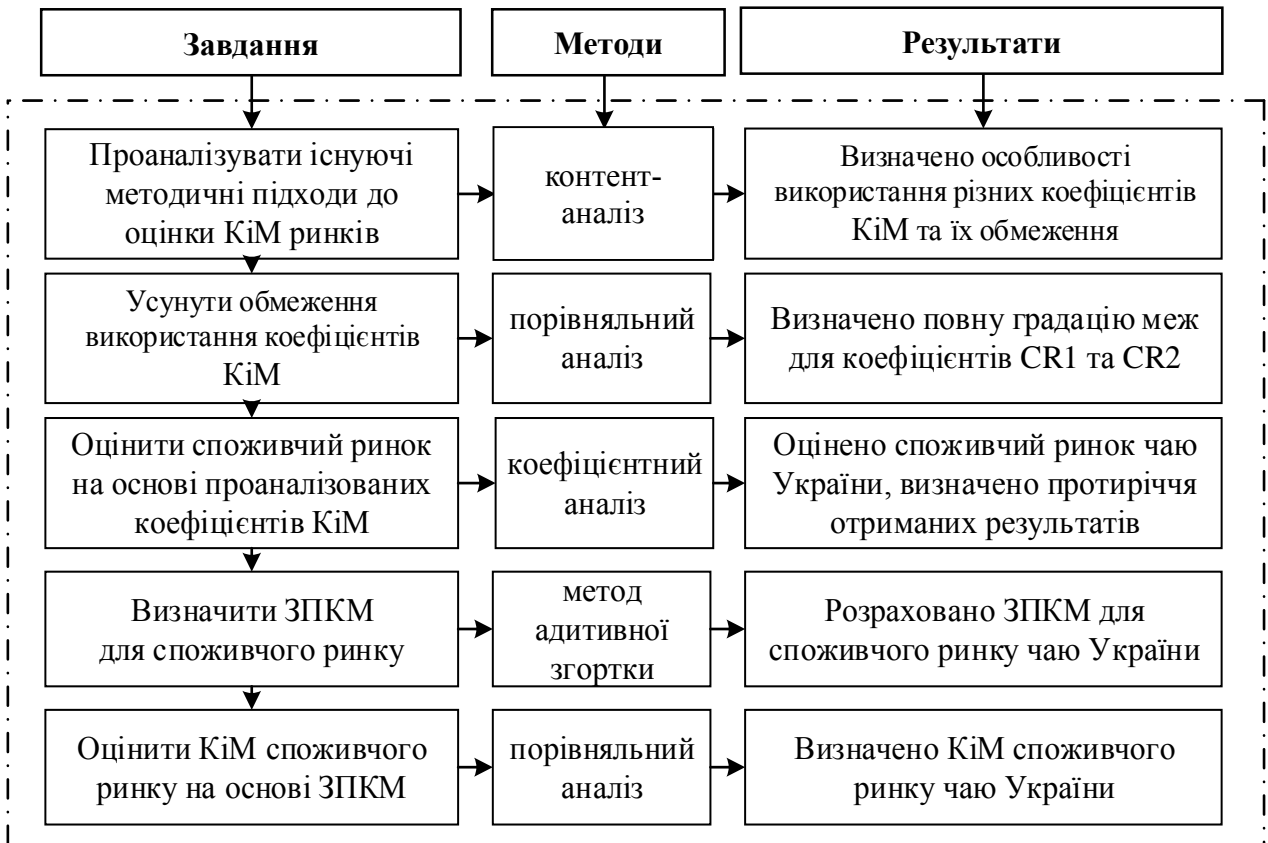 Завдання
Методи
Результати
Проаналізувати існуючі
методичні підходи до
оцінки КіМ ринків
контент-
аналіз
Визначено особливості
використання різних коефіцієнтів
КіМ та їх обмеження
Усунути обмеження
використання коефіцієнтів
КіМ
порівняльний
аналіз
Визначено повну градацію меж
для коефіцієнтів CR1 та CR2
Оцінити споживчий ринок
на основі проаналізованих
коефіцієнтів КіМ
коефіцієнтний
аналіз
Оцінено споживчий ринок чаю
України, визначено протиріччя
отриманих результатів
Визначити ЗПКМ
для споживчого ринку
метод
адитивної
згортки
Розраховано ЗПКМ для
споживчого ринку чаю України
Оцінити КіМ споживчого
ринку на основі ЗПКМ
порівняльний
аналіз
Визначено КіМ споживчого
ринку чаю України